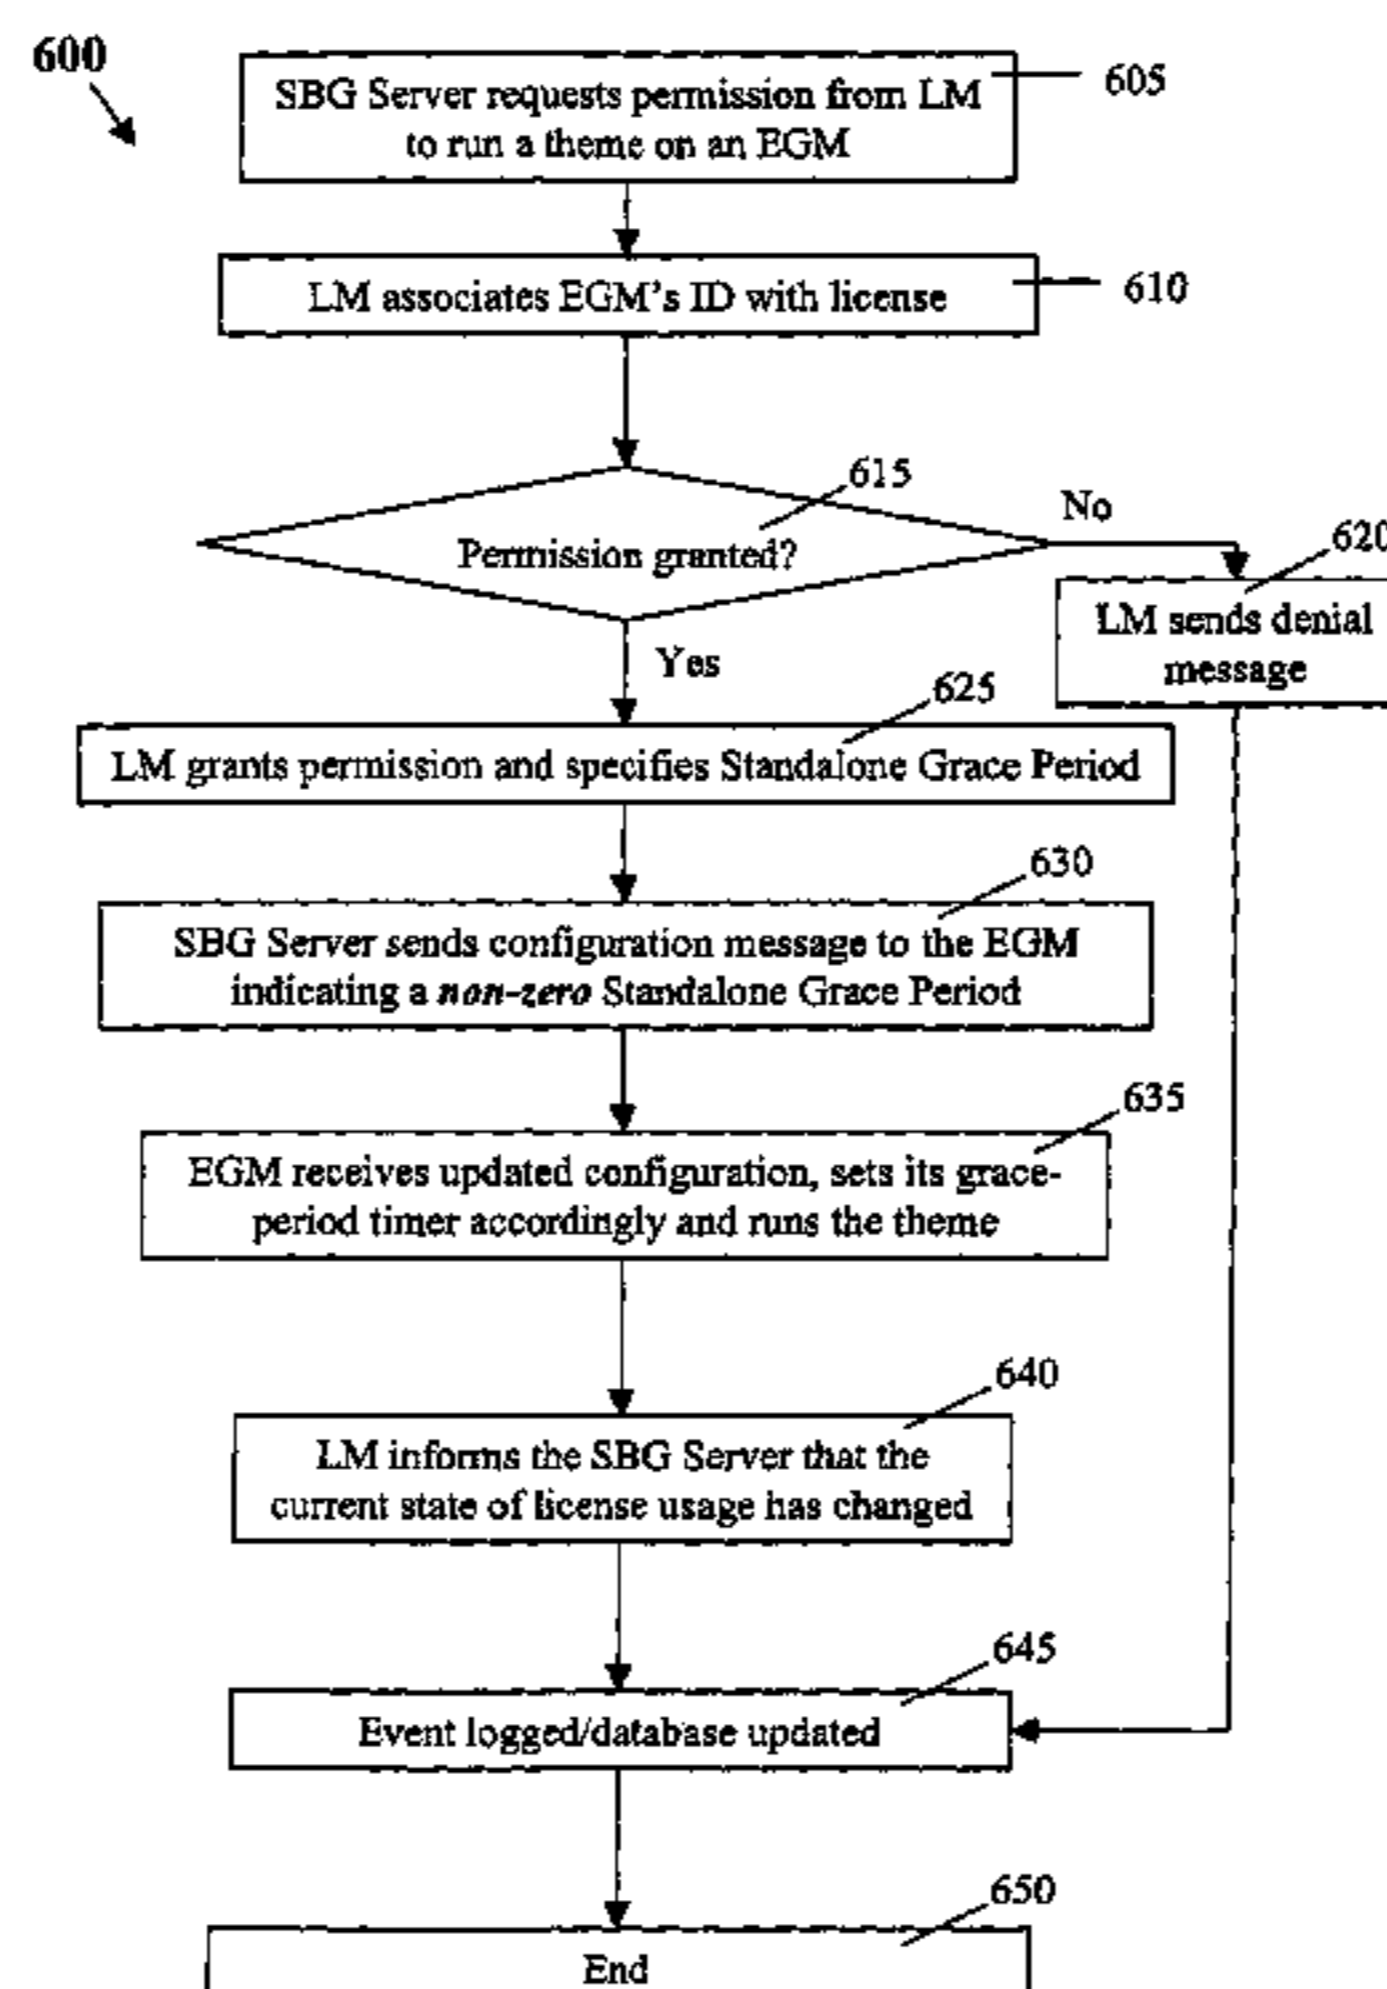 600
SBG Server requests permission from LM
to run a theme on an EGM
605
LM associates EGM's ID with license
610
615
Permission granted?
No
620
LM sends denial
message
Yes
625
LM grants permission and specifies Standalone Grace Period
630
SBG Server sends configuration message to the EGM
indicating a non-zero Standalone Grace Period
635
EGM receives updated configuration, sets its grace-
period timer accordingly and runs the theme
640
LM informs the SBG Server that the
current state of license usage has changed
645
Event logged/database updated
650
End